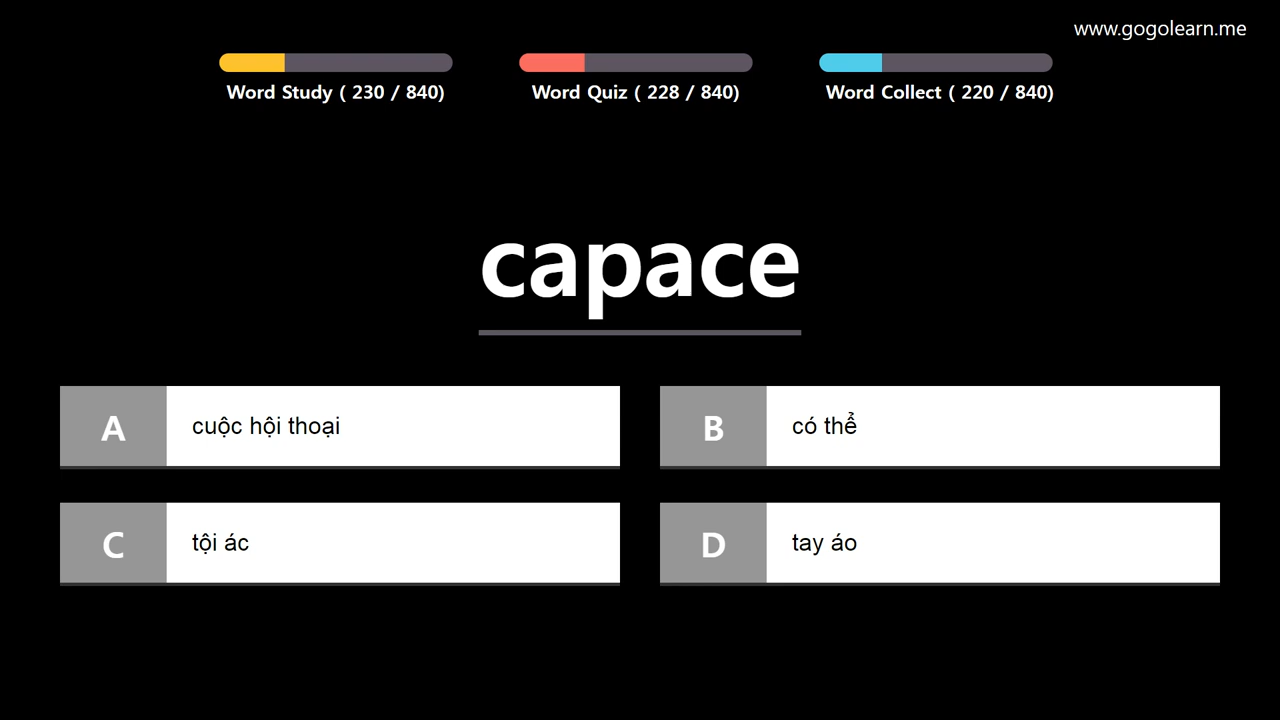 www.gogolearn.me
Word Study ( 230 / 840)
Word Quiz ( 228 / 840)
Word Collect ( 220 / 840)
capace
A
cuộc hội thoại
B
có thể
C
tội ác
D
tay áo